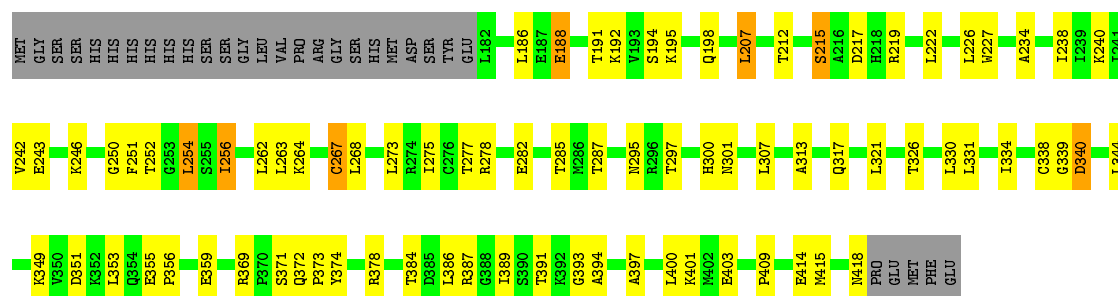 MET GLY SER SER HIS HIS HIS HIS HIS HIS SER SER GLY LEU VAL PRO ARG GLY SER HIS MET ASP SER TYR GLU L182 L186 E187 E188 T191 K192 V193 S194 K195 Q198 L207 T212 S215 A216 D217 H218 R219 L222 L226 W227 A234 I238 I239 K240 I241
V242 E243 K246 G250 F251 T252 G253 L254 S255 I256 L262 L263 K264 C267 L268 L273 R274 I275 C276 T277 R278 E282 T285 M286 T287 N295 R296 T297 H300 N301 L307 A313 Q317 L321 T326 L330 L331 I334 C338 G339 D340 L344
K349 V350 D351 K352 L353 Q354 E355 P356 E359 R369 P370 S371 Q372 P373 Y374 R378 T384 D385 L386 R387 G388 I389 S390 T391 K392 G393 A394 A397 L400 K401 M402 E403 P409 E414 M415 N418 PRO GLU MET PHE GLU